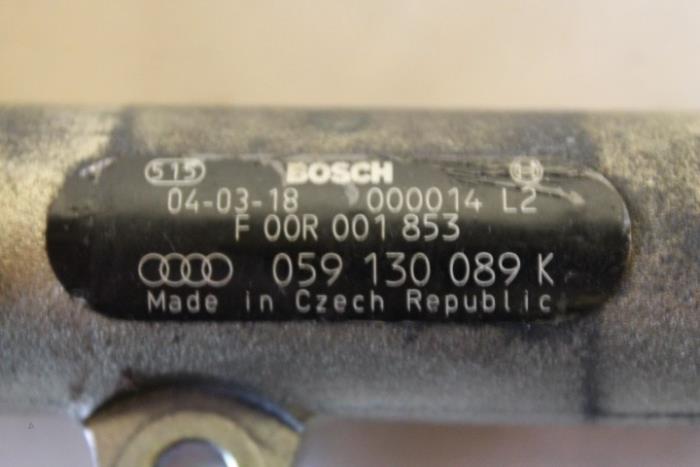 515 BOSCH
04-03-18 000014 L2
F 00R 001 853
059 130 089 K
Made in Czech Republic